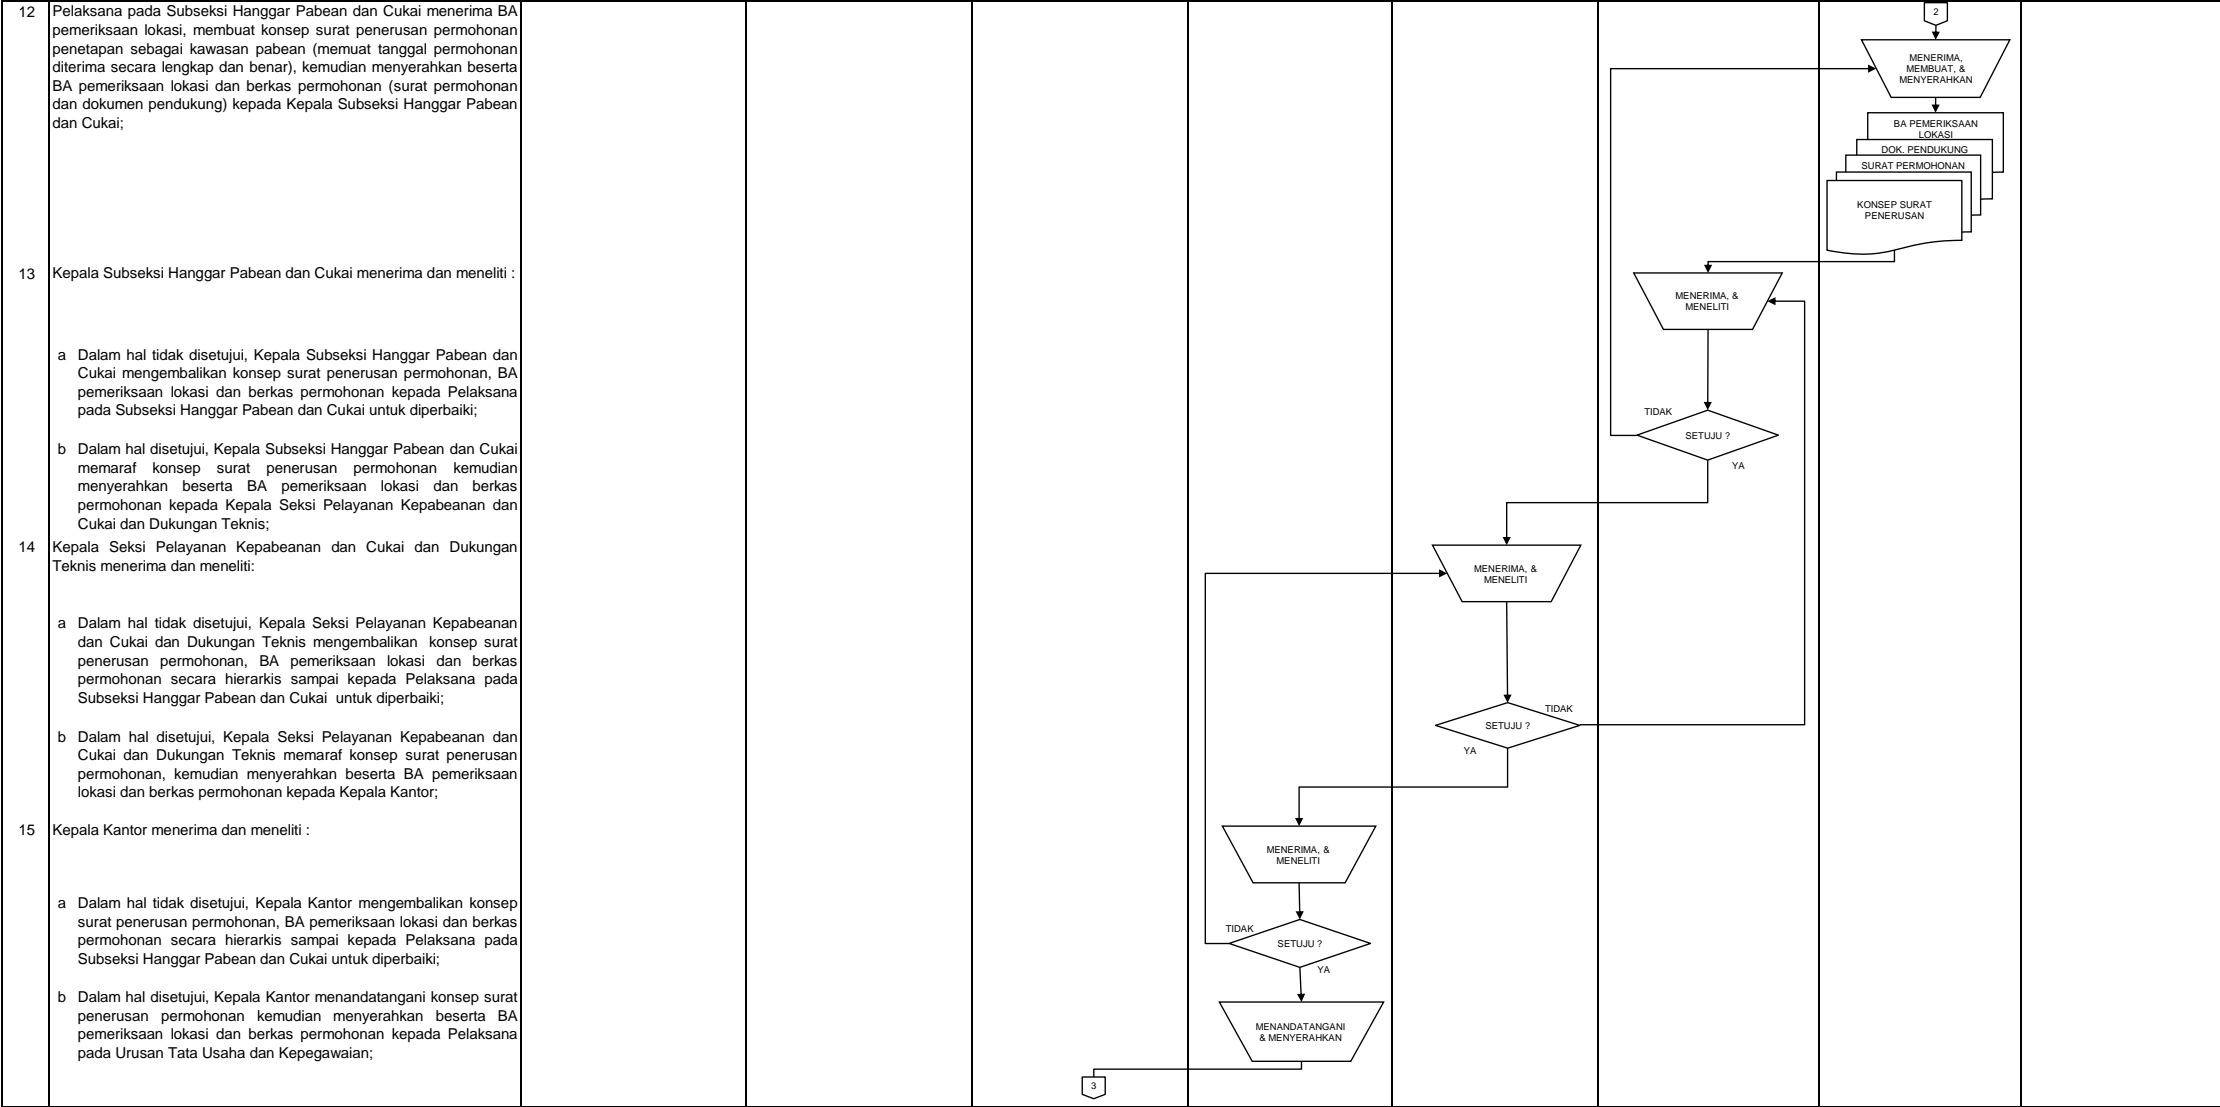 12 Pelaksana pada Subseksi Hanggar Pabean dan Cukai menerima BA
pemeriksaan lokasi, membuat konsep surat penerusan permohonan
penetapan sebagai kawasan pabean (memuat tanggal permohonan
diterima secara lengkap dan benar), kemudian menyerahkan beserta
BA pemeriksaan lokasi dan berkas permohonan (surat permohonan
dan dokumen pendukung) kepada Kepala Subseksi Hanggar Pabean
dan Cukai;
2
MENERIMA,
MEMBUAT, &
MENYERAHKAN
BA PEMERIKSAAN
LOKASI
DOK. PENDUKUNG
SURAT PERMOHONAN
KONSEP SURAT
PENERUSAN
13 Kepala Subseksi Hanggar Pabean dan Cukai menerima dan meneliti :
MENERIMA, &
MENELITI
a Dalam hal tidak disetujui, Kepala Subseksi Hanggar Pabean dan
Cukai mengembalikan konsep surat penerusan permohonan, BA
pemeriksaan lokasi dan berkas permohonan kepada Pelaksana
pada Subseksi Hanggar Pabean dan Cukai untuk diperbaiki;
TIDAK
SETUJU ?
YA
b Dalam hal disetujui, Kepala Subseksi Hanggar Pabean dan Cukai
memaraf konsep surat penerusan permohonan kemudian
menyerahkan beserta BA pemeriksaan lokasi dan berkas
permohonan kepada Kepala Seksi Pelayanan Kepabeanan dan
Cukai dan Dukungan Teknis;
14 Kepala Seksi Pelayanan Kepabeanan dan Cukai dan Dukungan
Teknis menerima dan meneliti:
MENERIMA, &
MENELITI
a Dalam hal tidak disetujui, Kepala Seksi Pelayanan Kepabeanan
dan Cukai dan Dukungan Teknis mengembalikan konsep surat
penerusan permohonan, BA pemeriksaan lokasi dan berkas
permohonan secara hierarkis sampai kepada Pelaksana pada
Subseksi Hanggar Pabean dan Cukai untuk diperbaiki;
TIDAK
SETUJU ?
YA
b Dalam hal disetujui, Kepala Seksi Pelayanan Kepabeanan dan
Cukai dan Dukungan Teknis memaraf konsep surat penerusan
permohonan, kemudian menyerahkan beserta BA pemeriksaan
lokasi dan berkas permohonan kepada Kepala Kantor;
15 Kepala Kantor menerima dan meneliti :
MENERIMA, &
MENELITI
a Dalam hal tidak disetujui, Kepala Kantor mengembalikan konsep
surat penerusan permohonan, BA pemeriksaan lokasi dan berkas
permohonan secara hierarkis sampai kepada Pelaksana pada
Subseksi Hanggar Pabean dan Cukai untuk diperbaiki;
TIDAK
SETUJU ?
YA
b Dalam hal disetujui, Kepala Kantor menandatangani konsep surat
penerusan permohonan kemudian menyerahkan beserta BA
pemeriksaan lokasi dan berkas permohonan kepada Pelaksana
pada Urusan Tata Usaha dan Kepegawaian;
MENANDATANGANI
& MENYERAHKAN
3